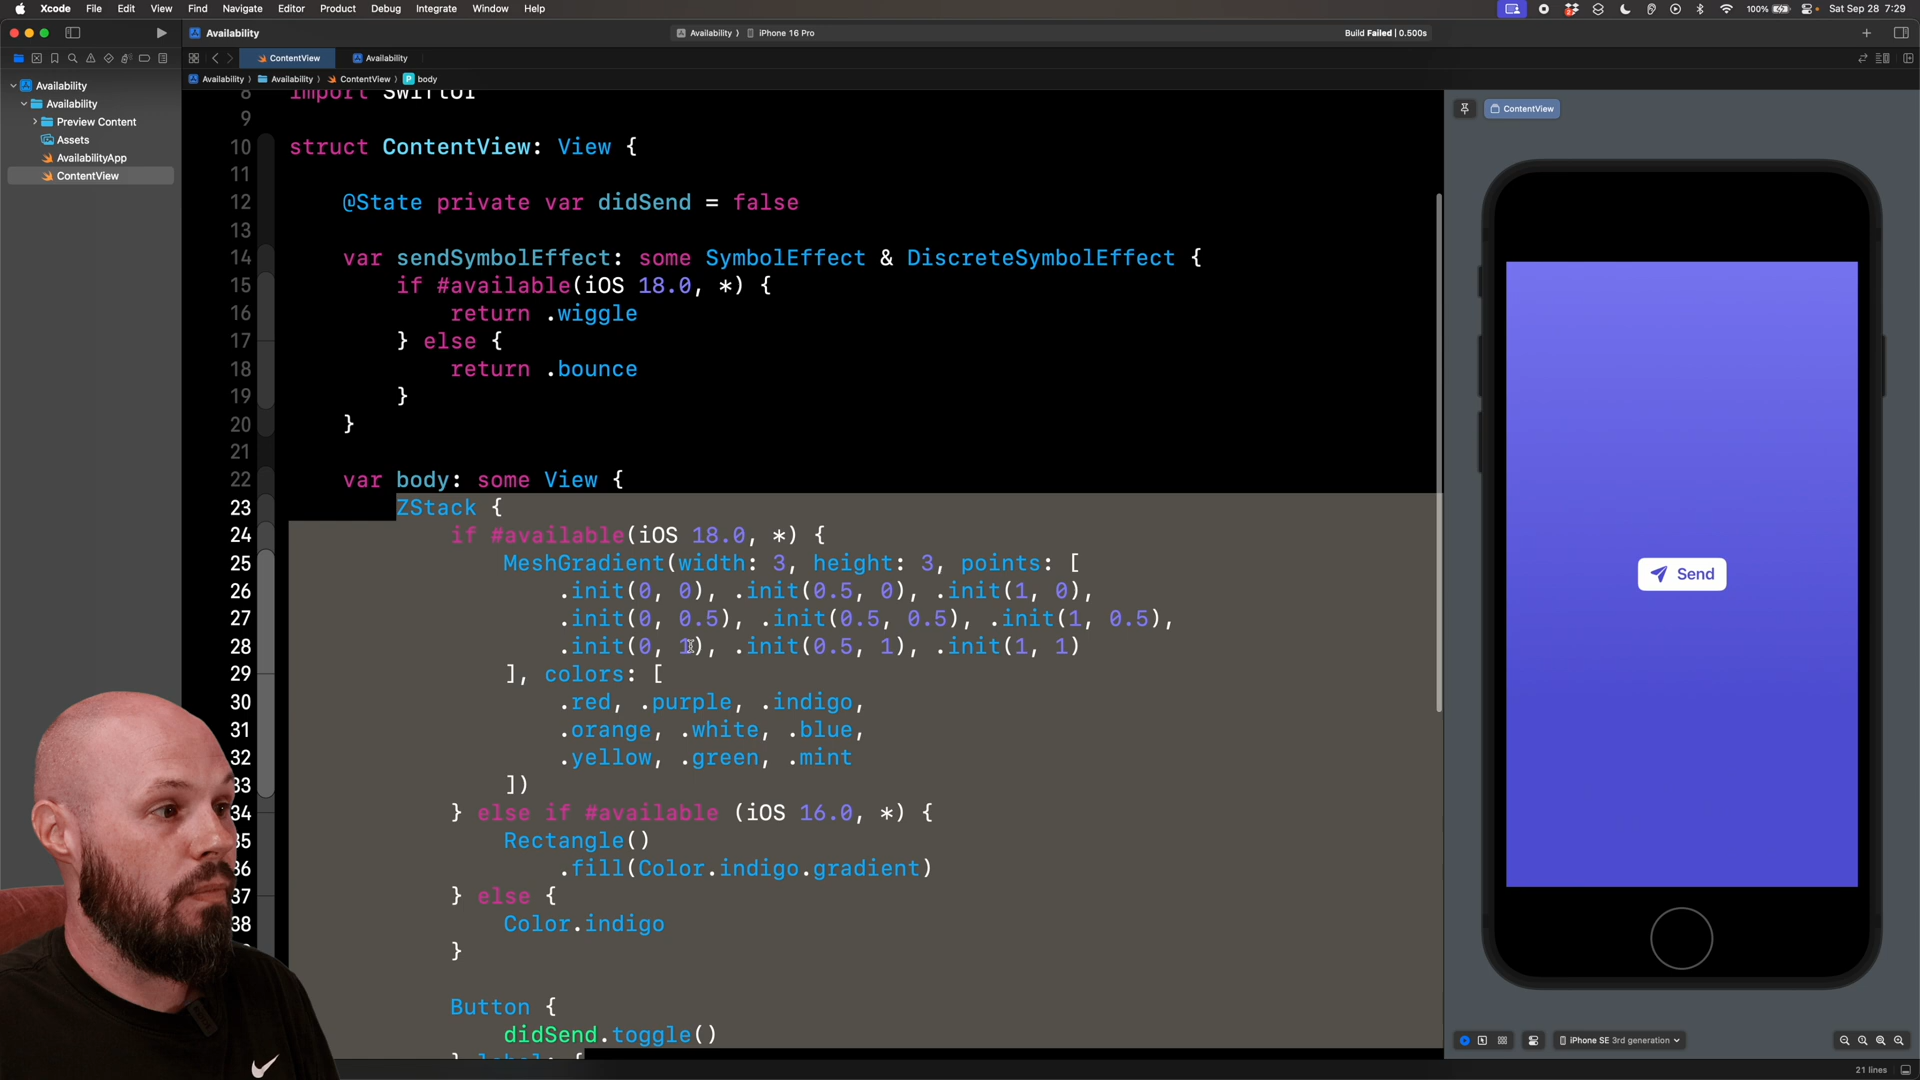 Xcode File Edit View Find Navigate Editor Product Debug Integrate Window Help
100% Sat Sep 28 7:29
Availability
Availability 〉 iPhone 16 Pro
Build Failed | 0.500s
ContentView
Availability
Availability 〉 Availability 〉 ContentView 〉 P body
Availability
Availability
Preview Content
Assets
AvailabilityApp
ContentView
8 import SwiftUI
9
10 struct ContentView: View {
11
12 @State private var didSend = false
13
14 var sendSymbolEffect: some SymbolEffect & DiscreteSymbolEffect {
15 if #available(iOS 18.0, *) {
16 return .wiggle
17 } else {
18 return .bounce
19 }
20 }
21
22 var body: some View {
23 ZStack {
24 if #available(iOS 18.0, *) {
25 MeshGradient(width: 3, height: 3, points: [
26 .init(0, 0), .init(0.5, 0), .init(1, 0),
27 .init(0, 0.5), .init(0.5, 0.5), .init(1, 0.5),
28 .init(0, 1), .init(0.5, 1), .init(1, 1)
29 ], colors: [
30 .red, .purple, .indigo,
31 .orange, .white, .blue,
32 .yellow, .green, .mint
33 ])
34 } else if #available (iOS 16.0, *) {
35 Rectangle()
36 .fill(Color.indigo.gradient)
37 } else {
38 Color.indigo
}
Button {
didSend.toggle()
} label: {
ContentView
Send
iPhone SE 3rd generation
21 lines